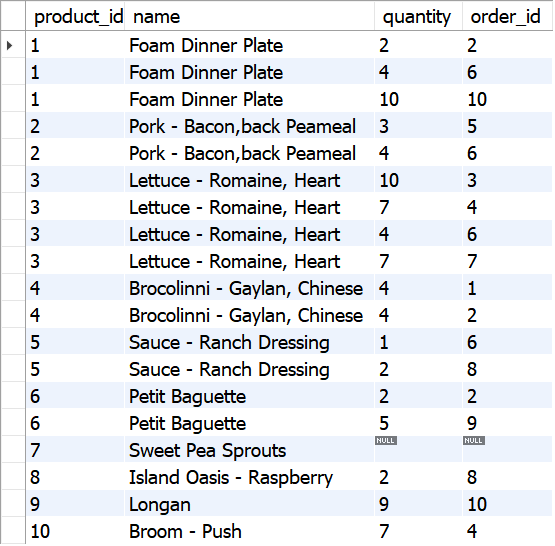 product_id name quantity order_id
1 Foam Dinner Plate 2 2
1 Foam Dinner Plate 4 6
1 Foam Dinner Plate 10 10
2 Pork - Bacon,back Peameal 3 5
2 Pork - Bacon,back Peameal 4 6
3 Lettuce - Romaine, Heart 10 3
3 Lettuce - Romaine, Heart 7 4
3 Lettuce - Romaine, Heart 4 6
3 Lettuce - Romaine, Heart 7 7
4 Brocolinni - Gaylan, Chinese 4 1
4 Brocolinni - Gaylan, Chinese 4 2
5 Sauce - Ranch Dressing 1 6
5 Sauce - Ranch Dressing 2 8
6 Petit Baguette 2 2
6 Petit Baguette 5 9
7 Sweet Pea Sprouts NULL NULL
8 Island Oasis - Raspberry 2 8
9 Longan 9 10
10 Broom - Push 7 4